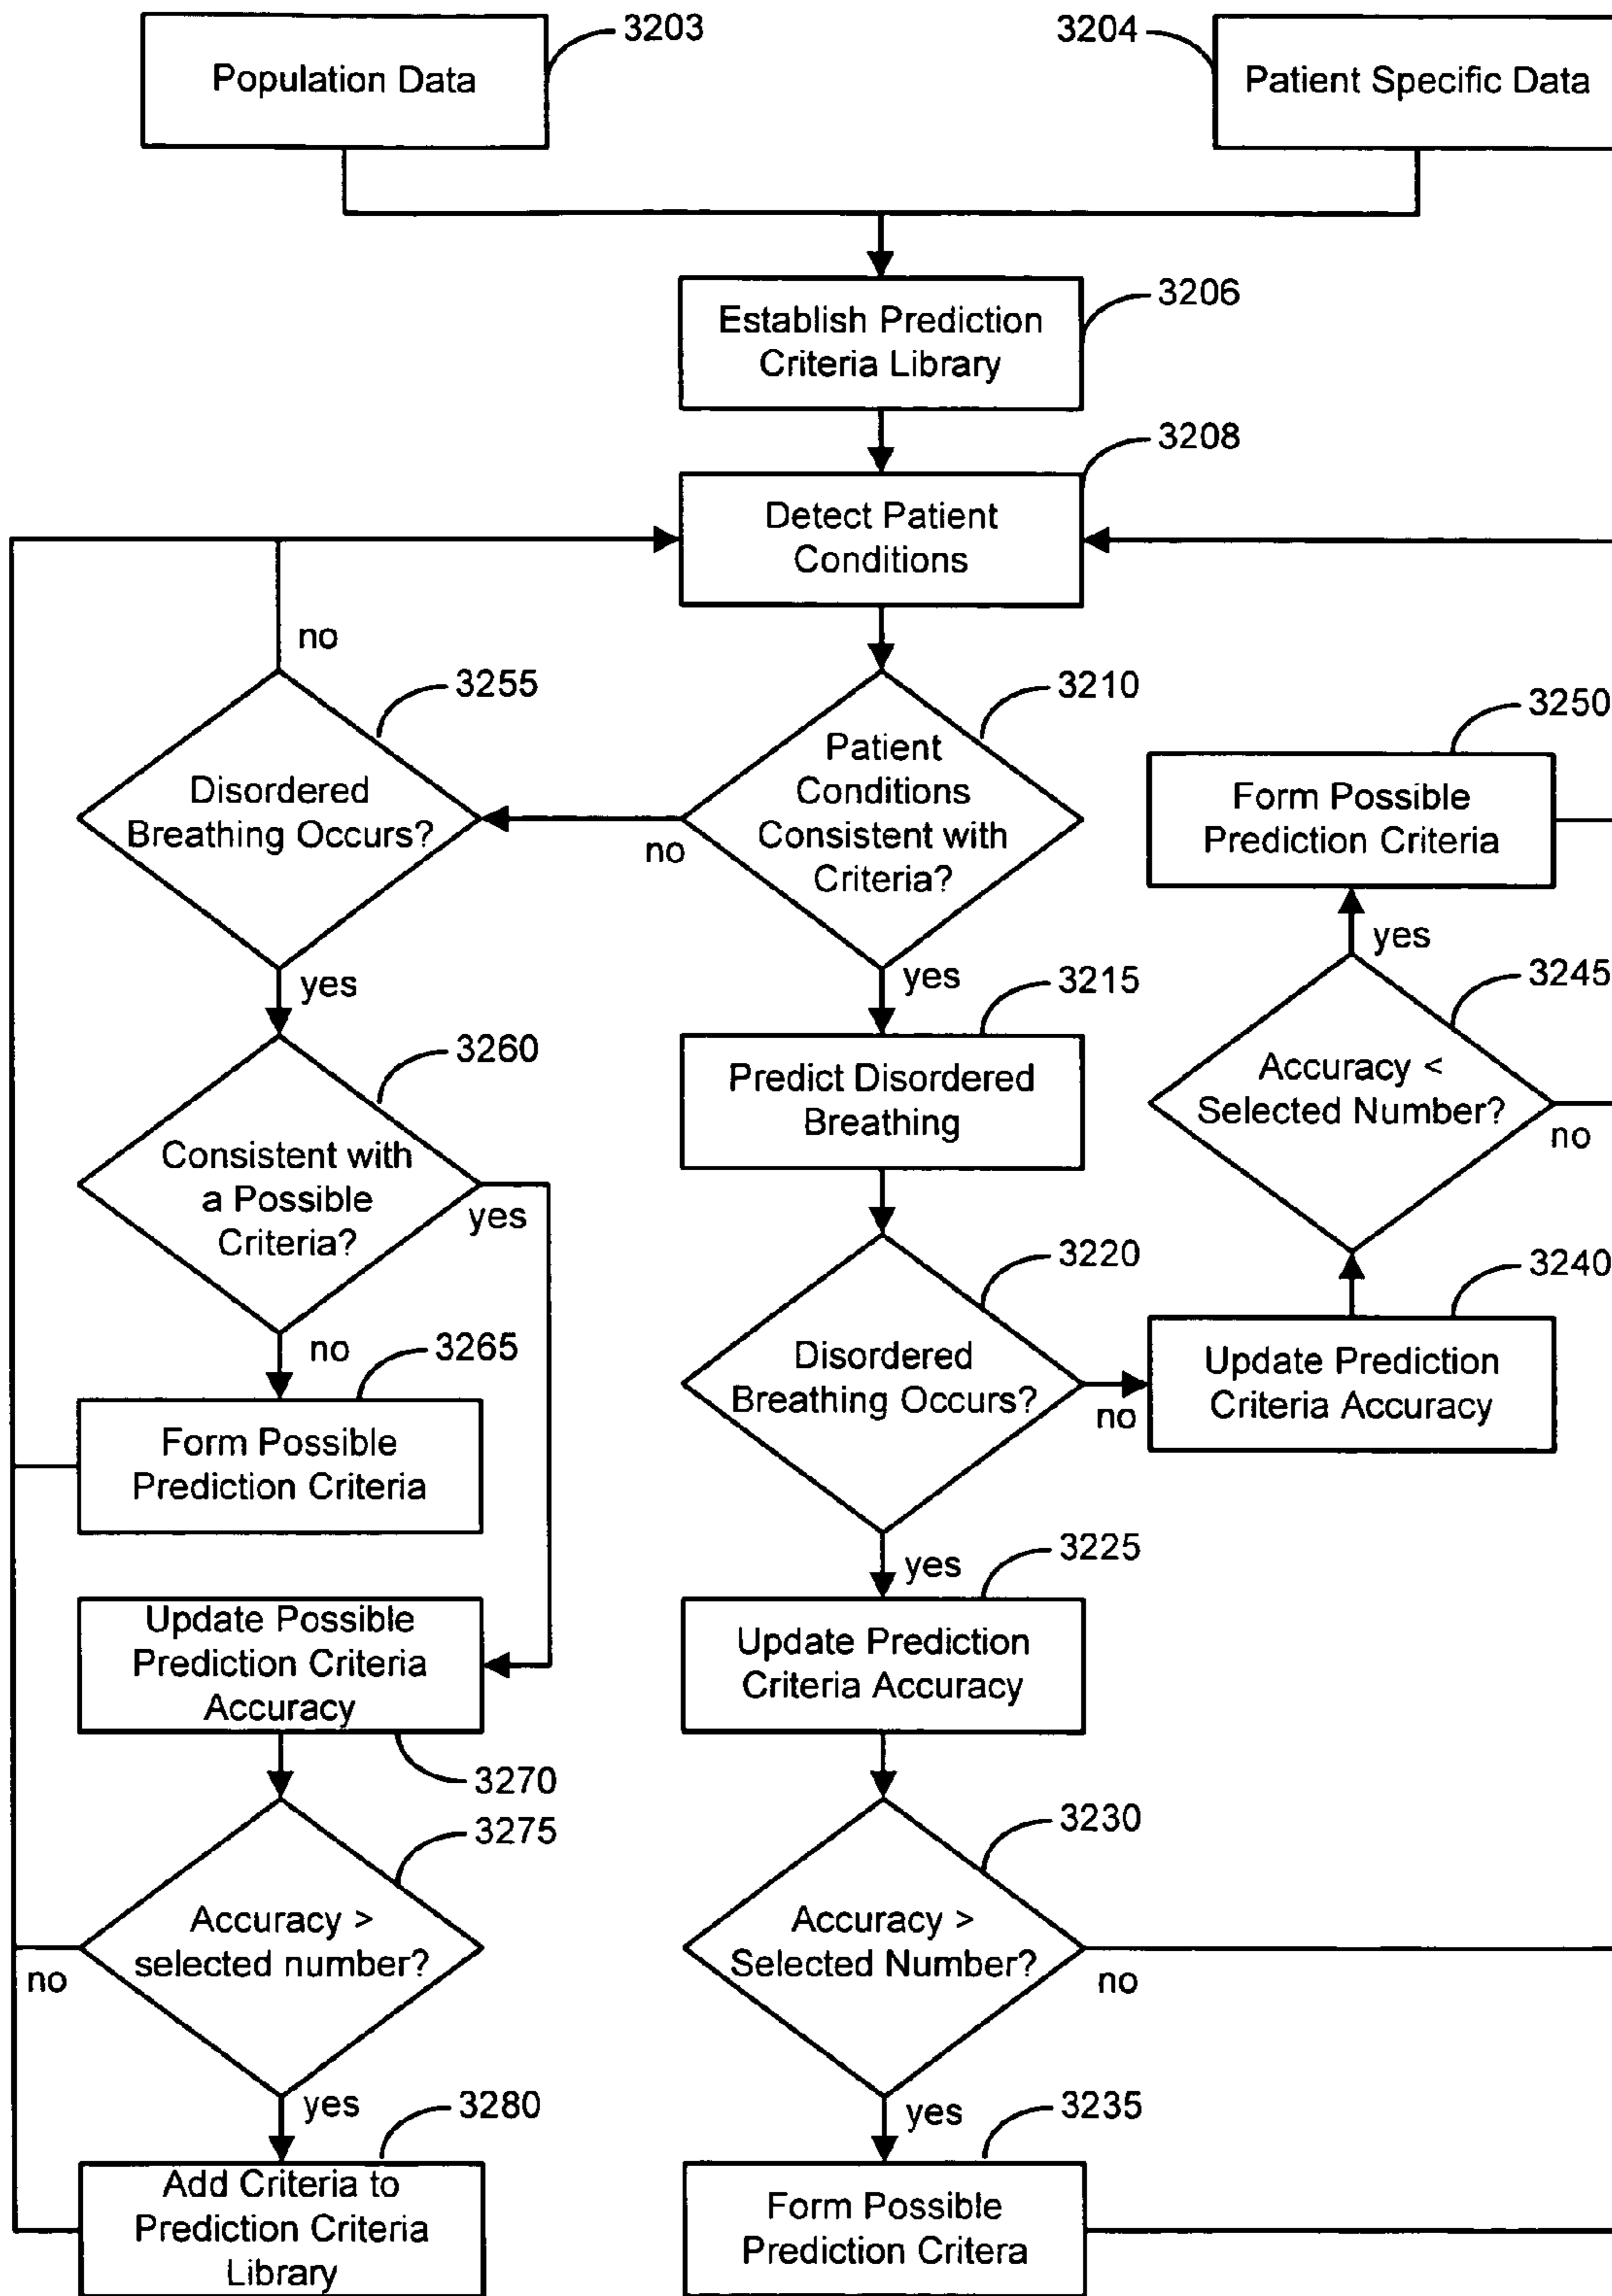 3203
3204
Population Data
Patient Specific Data
3206
Establish Prediction
Criteria Library
3208
Detect Patient
Conditions
no
3255
3210
3250
Disordered
Breathing Occurs?
Patient
Conditions
Consistent with
Criteria?
no
Form Possible
Prediction Criteria
yes
yes
yes
3260
3215
3245
Consistent with
a Possible
Criteria?
yes
Predict Disordered
Breathing
Accuracy <
Selected Number?
no
3220
3240
no
3265
Disordered
Breathing Occurs?
no
Update Prediction
Criteria Accuracy
Form Possible
Prediction Criteria
yes
3225
Update Possible
Prediction Criteria
Accuracy
Update Prediction
Criteria Accuracy
3270
3275
3230
Accuracy >
selected number?
no
Accuracy >
Selected Number?
no
yes
3280
yes
3235
Add Criteria to
Prediction Criteria
Library
Form Possible
Prediction Critera